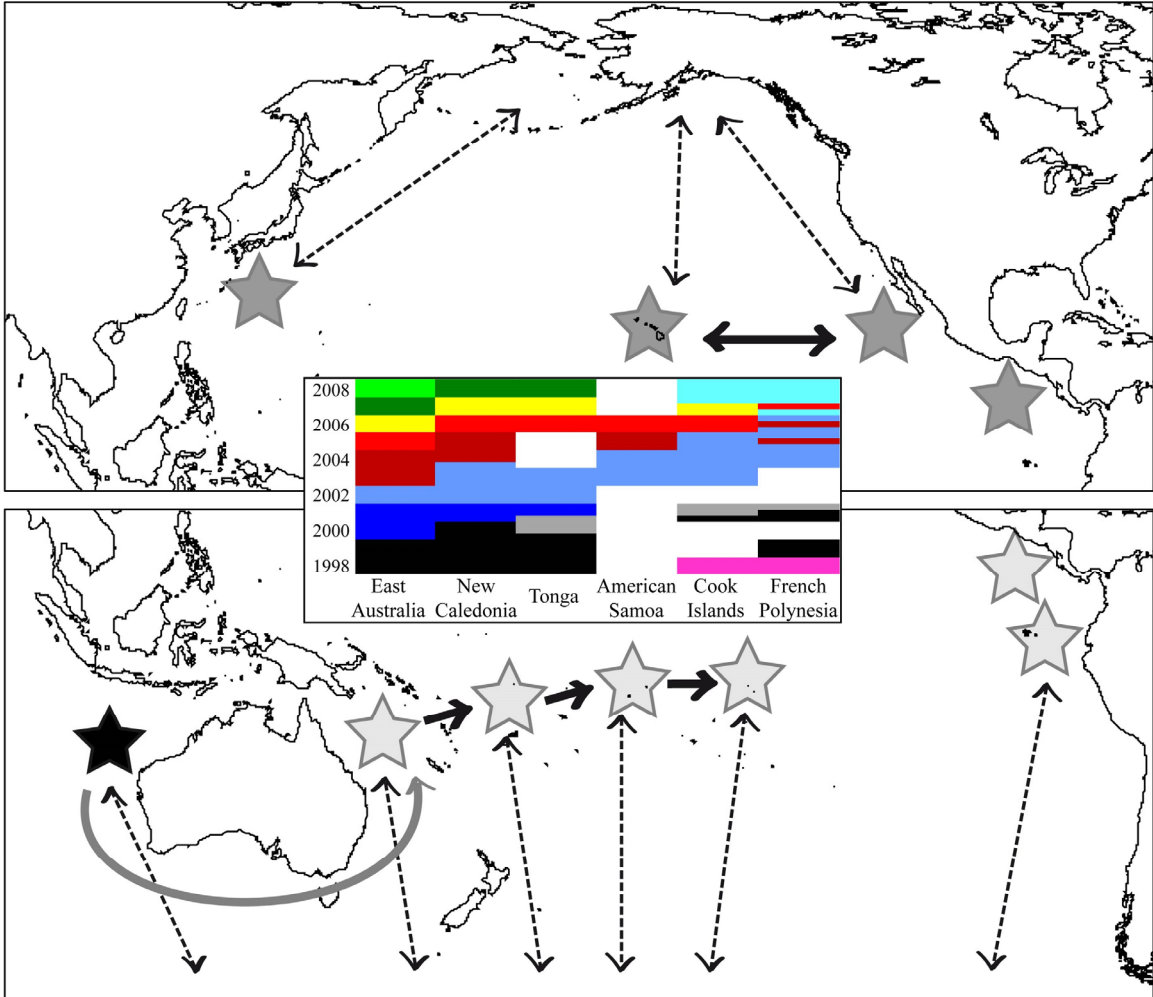 2008
2006
2004
2002
2000
1998
East
Australia
New
Caledonia
Tonga
American
Samoa
Cook
Islands
French
Polynesia